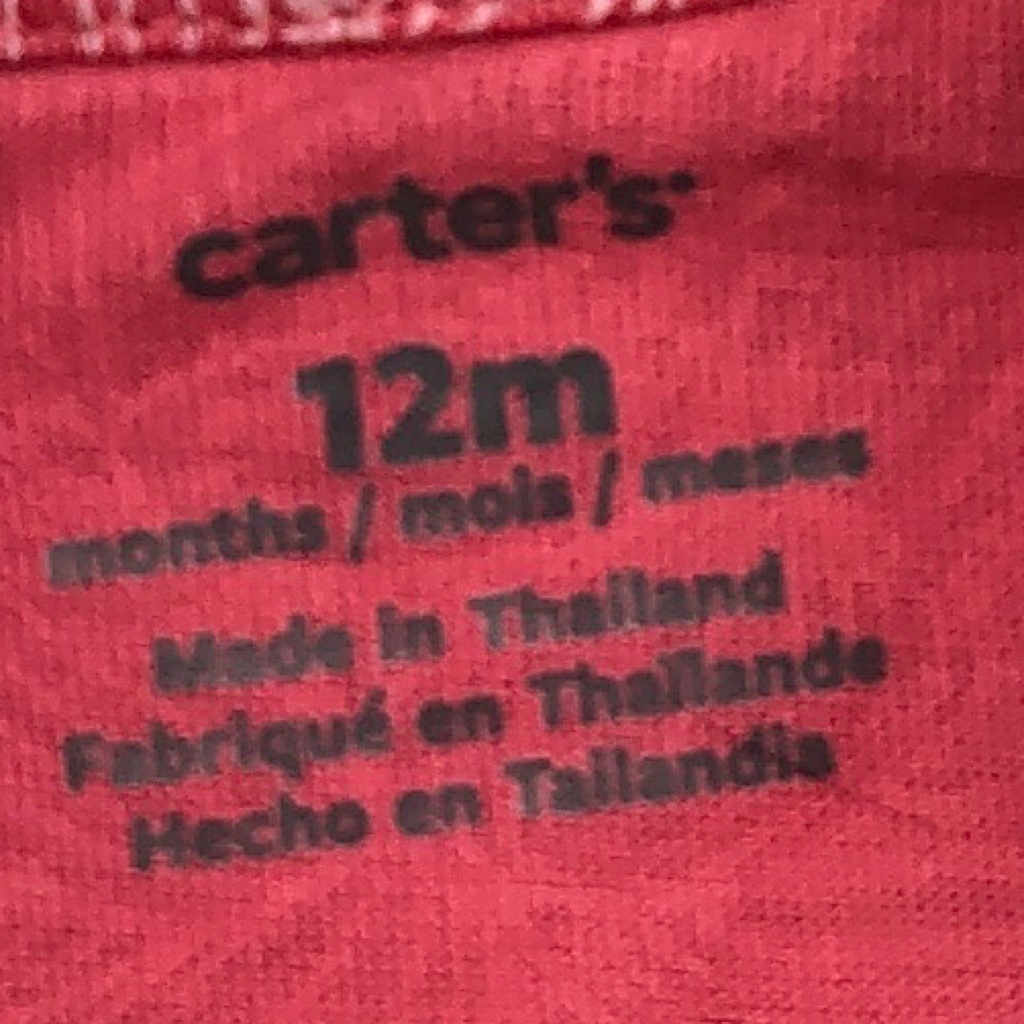 carter's
12m
months / mois / meses
Made in Thailand
Fabriqué en Thaïlande
Hecho en Tailandia